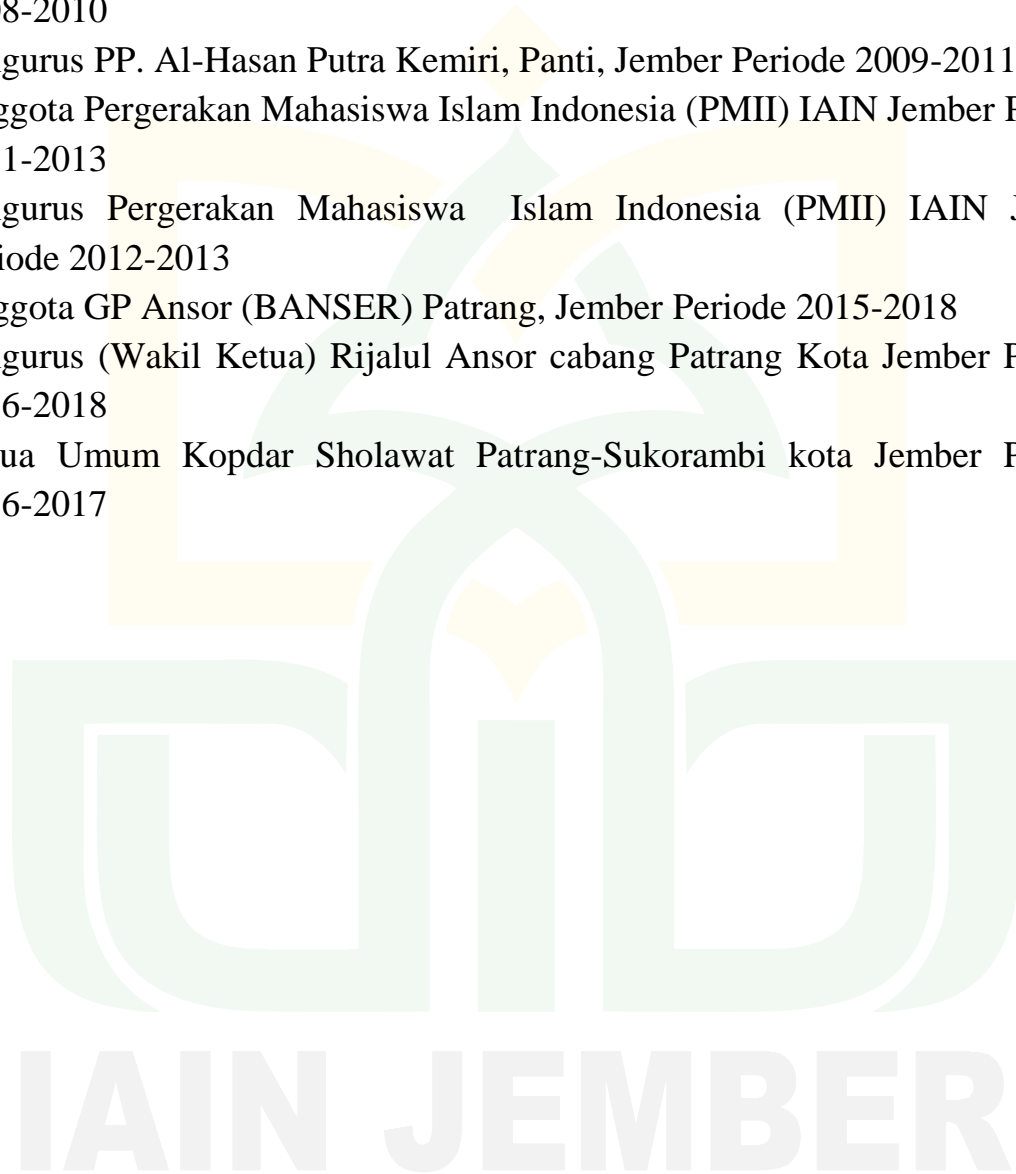 8-2010
gurus PP. Al-Hasan Putra Kemiri, Panti, Jember Periode 2009-2011
ggota Pergerakan Mahasiswa Islam Indonesia (PMII) IAIN Jember P
1-2013
gurus Pergerakan Mahasiswa Islam Indonesia (PMII) IAIN J
iode 2012-2013
ggota GP Ansor (BANSER) Patrang, Jember Periode 2015-2018
gurus (Wakil Ketua) Rijalul Ansor cabang Patrang Kota Jember P
6-2018
ua Umum Kopdar Sholawat Patrang-Sukorambi kota Jember P
6-2017
IAIN JEMBER